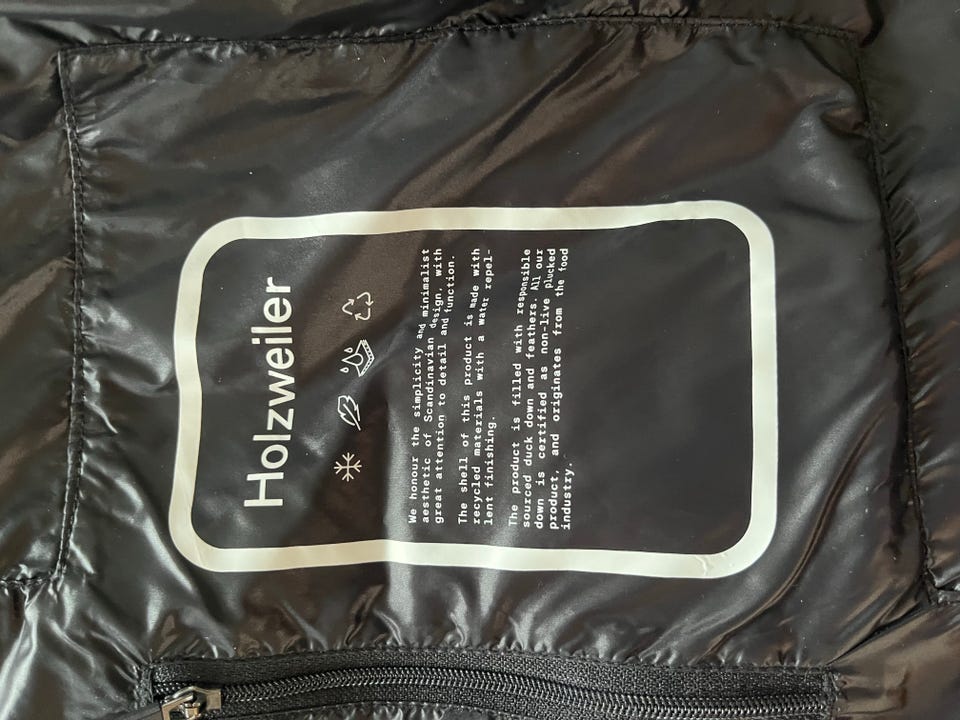 Holzweiler
We honour the simplicity and minimalist
aesthetic of Scandinavian design, with
great attention to detail and function.
The shell of this product is made with
recycled materials with a water repel-
lent finishing.
The product is filled with responsible
sourced duck down and feathers. All our
down is certified as non-live plucked
product, and originates from the food
industry.